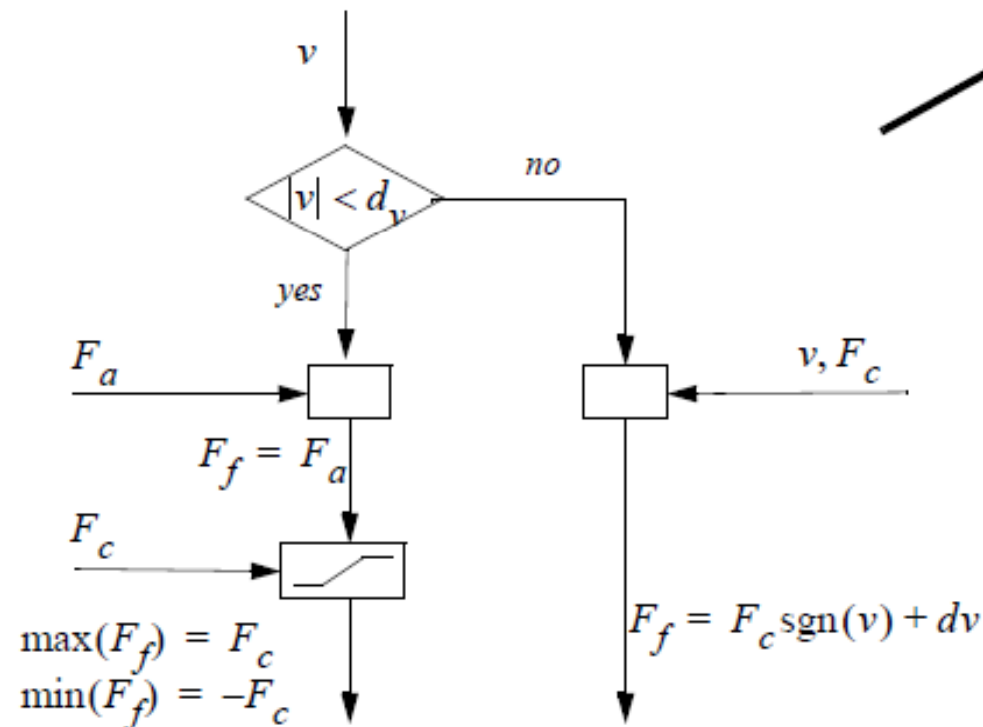 v
no
|v| < d_v
yes
F_a
v, F_c
F_f = F_a
F_c
F_f = F_c sgn(v) + dv
max(F_f) = F_c
min(F_f) = –F_c